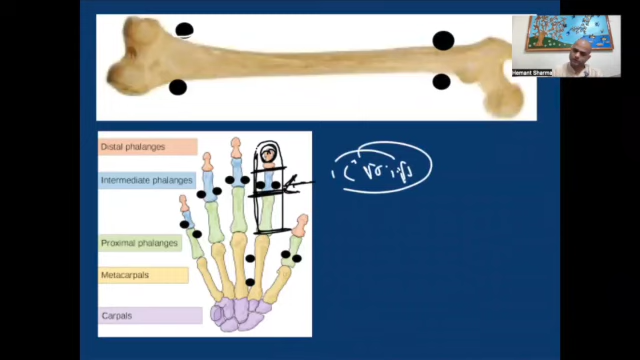 Hemant Sharma
Distal phalanges
Intermediate phalanges
Proximal phalanges
Metacarpals
Carpals